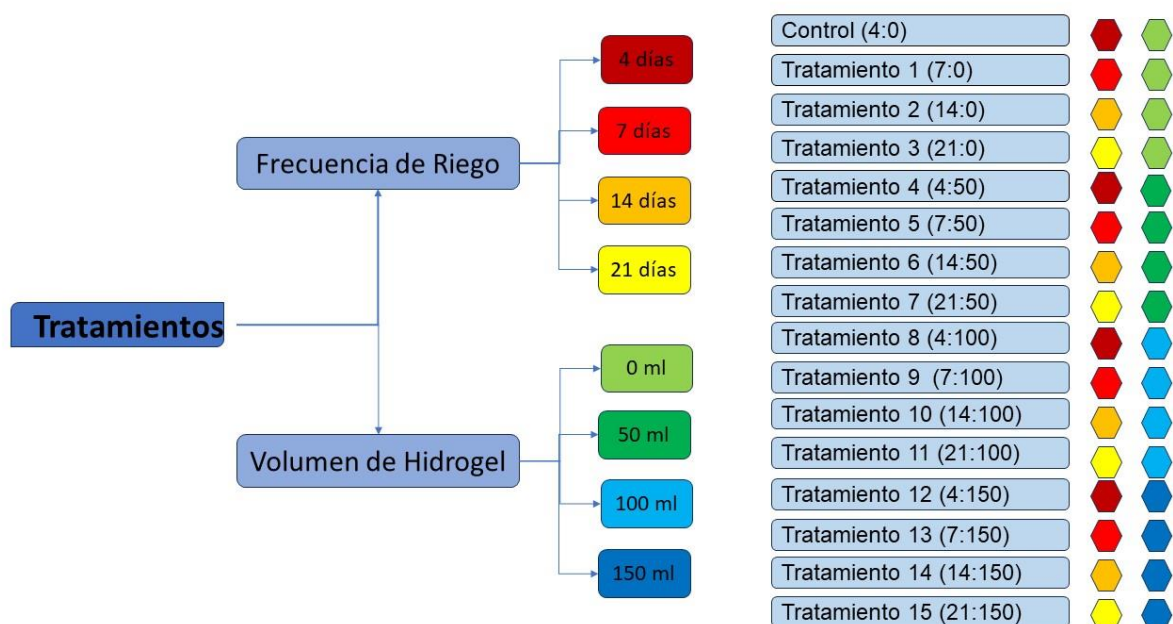 Tratamientos
Frecuencia de Riego
4 días
7 días
14 días
21 días
Volumen de Hidrogel
0 ml
50 ml
100 ml
150 ml
Control (4:0)
Tratamiento 1 (7:0)
Tratamiento 2 (14:0)
Tratamiento 3 (21:0)
Tratamiento 4 (4:50)
Tratamiento 5 (7:50)
Tratamiento 6 (14:50)
Tratamiento 7 (21:50)
Tratamiento 8 (4:100)
Tratamiento 9 (7:100)
Tratamiento 10 (14:100)
Tratamiento 11 (21:100)
Tratamiento 12 (4:150)
Tratamiento 13 (7:150)
Tratamiento 14 (14:150)
Tratamiento 15 (21:150)